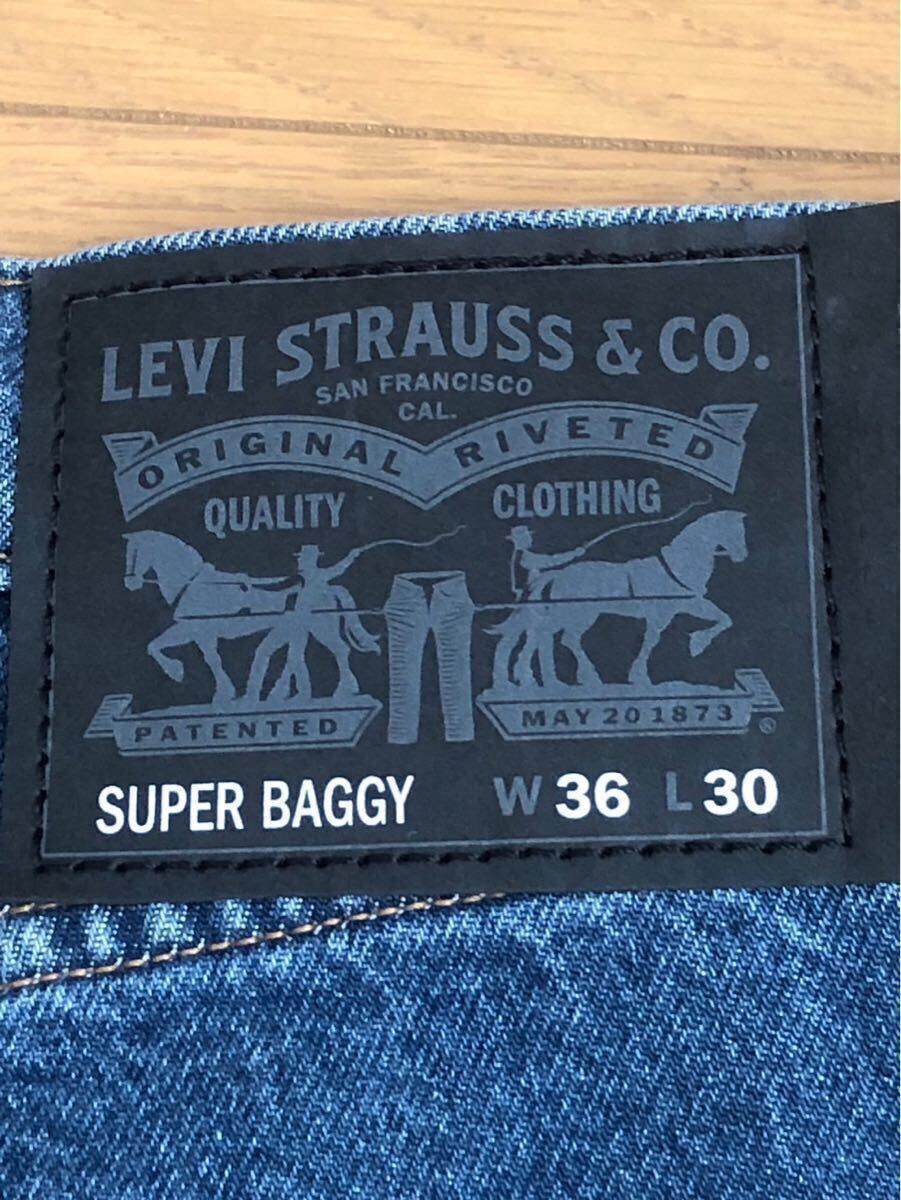 LEVI STRAUSS & CO.
SAN FRANCISCO
CAL.
ORIGINAL RIVETED
QUALITY CLOTHING
PATENTED MAY 20 1873 ®
SUPER BAGGY W 36 L 30